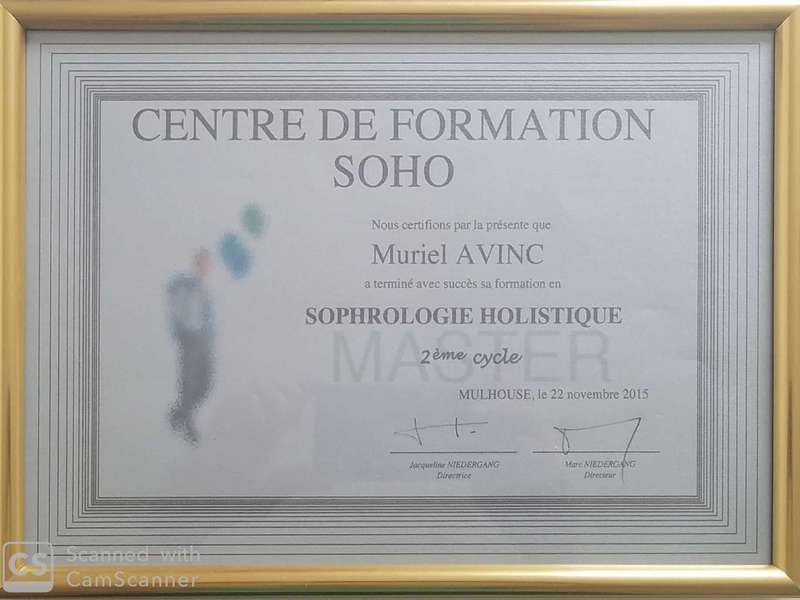 CENTRE DE FORMATION
SOHO
Nous certifions par la présente que
Muriel AVINC
a terminé avec succès sa formation en
SOPHROLOGIE HOLISTIQUE
MASTER
2ème cycle
MULHOUSE, le 22 novembre 2015
Jacqueline NIEDERGANG
Directrice
Marc NIEDERGANG
Directeur
CS Scanned with
CamScanner